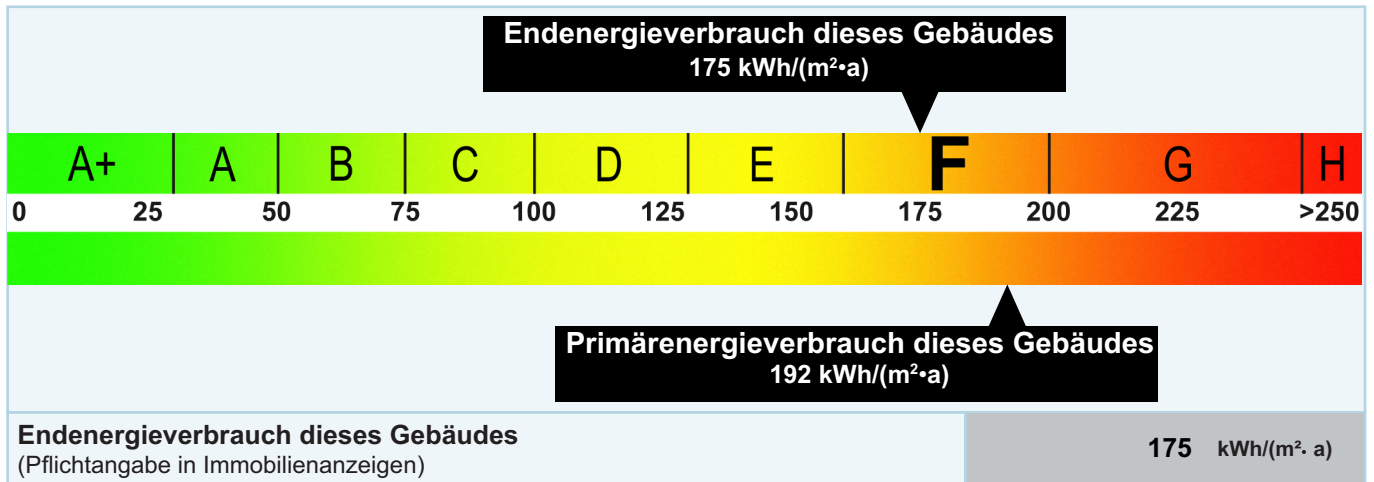 Endenergieverbrauch dieses Gebäudes
175 kWh/(m²•a)
A+ A B C D E F G H
0 25 50 75 100 125 150 175 200 225 >250
Primärenergieverbrauch dieses Gebäudes
192 kWh/(m²•a)
Endenergieverbrauch dieses Gebäudes
(Pflichtangabe in Immobilienanzeigen)
175 kWh/(m²· a)